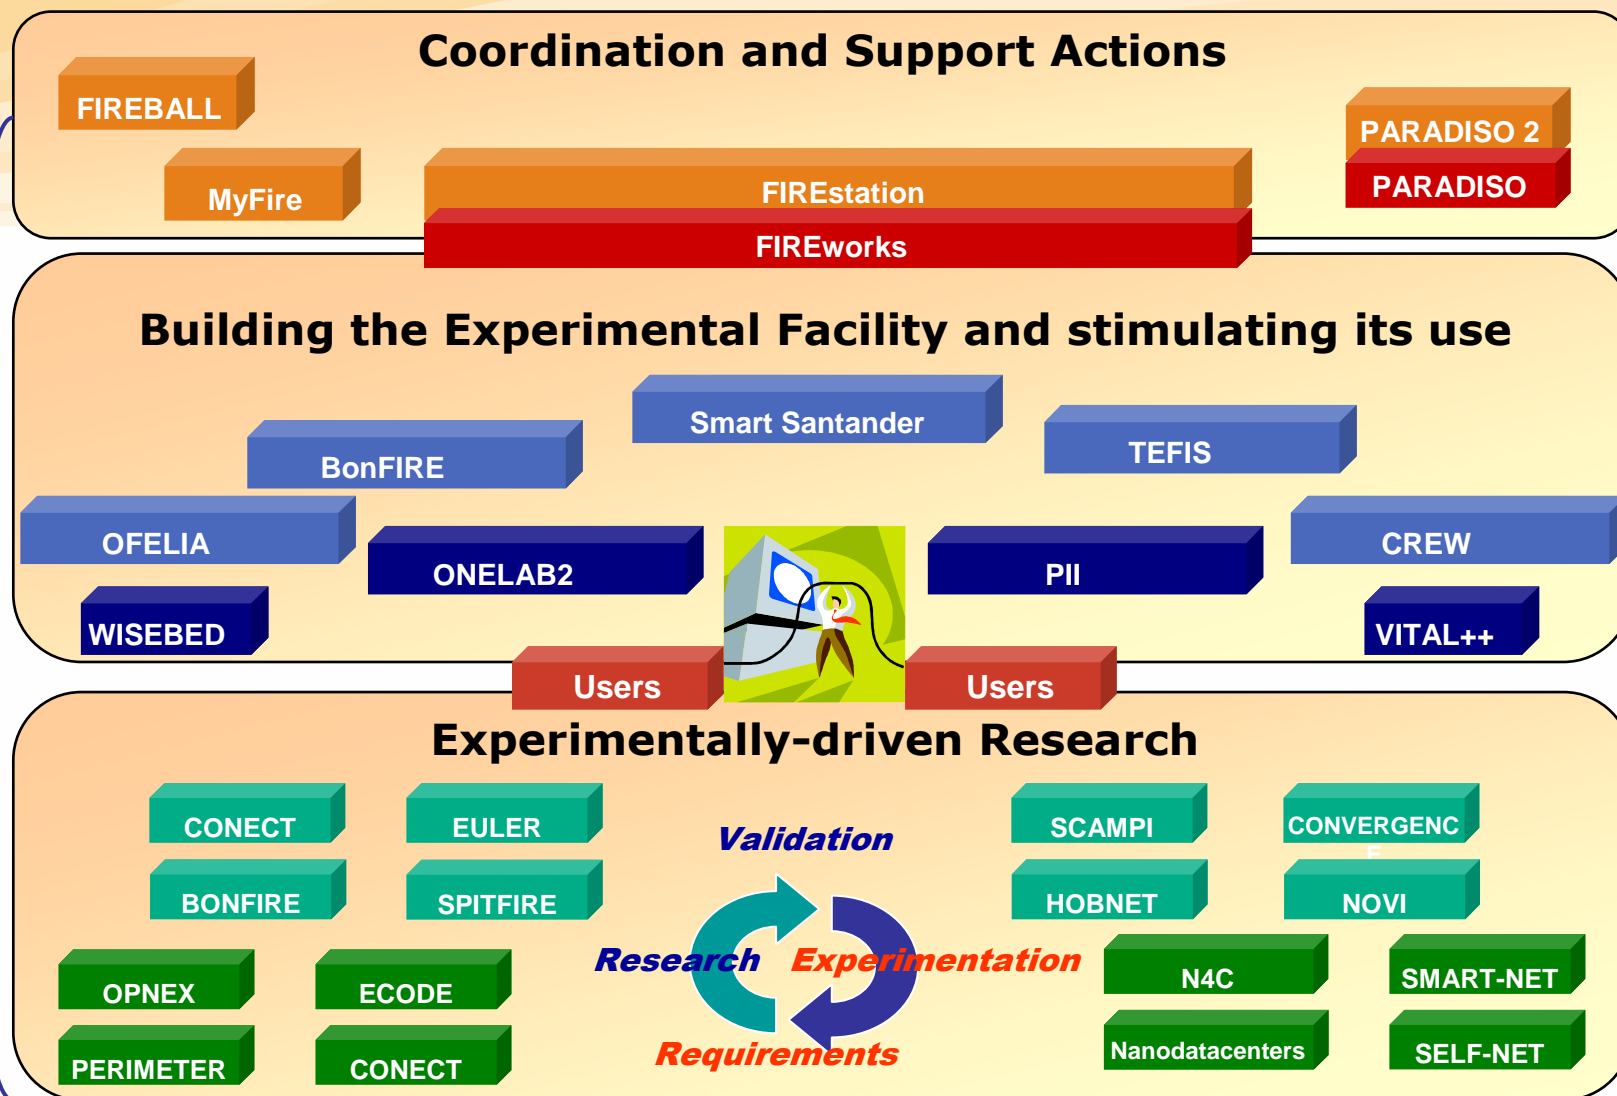 Coordination and Support Actions
FIREBALL
PARADISO 2
MyFire
FIREstation
PARADISO
FIREworks
Building the Experimental Facility and stimulating its use
Smart Santander
BonFIRE
TEFIS
OFELIA
CREW
ONELAB2
PII
WISEBED
VITAL++
Users
Users
Experimentally-driven Research
CONECT
EULER
SCAMPI
CONVERGENC
E
Validation
BONFIRE
SPITFIRE
HOBNET
NOVI
Research
Experimentation
OPNEX
ECODE
N4C
SMART-NET
Requirements
PERIMETER
CONECT
Nanodatacenters
SELF-NET